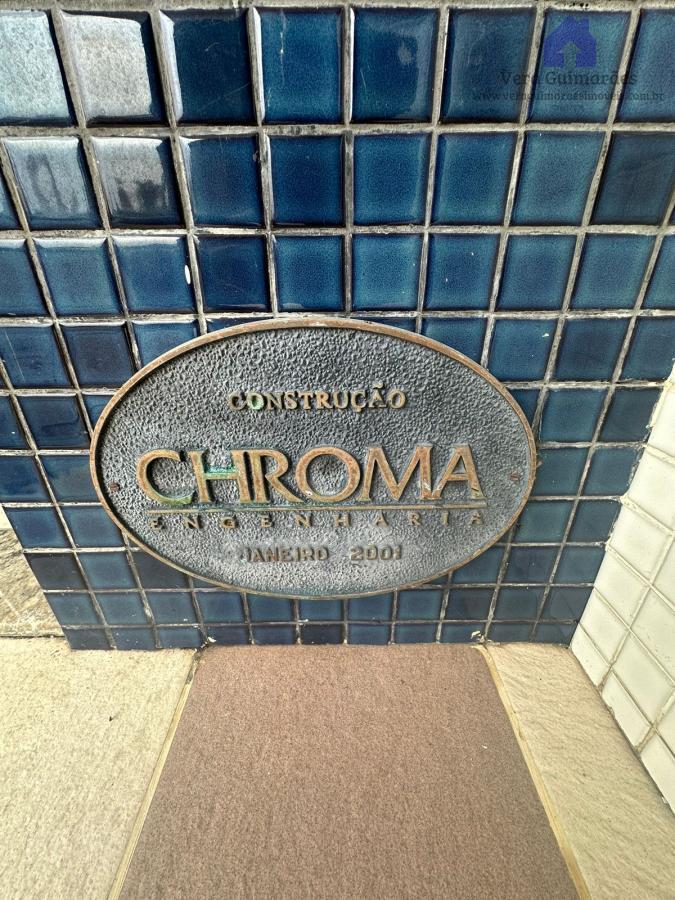 Vera Guimarães
www.veraguimaraesimoveis.com.br
CONSTRUÇÃO
CHROMA
ENGENHARIA
JANEIRO 2001